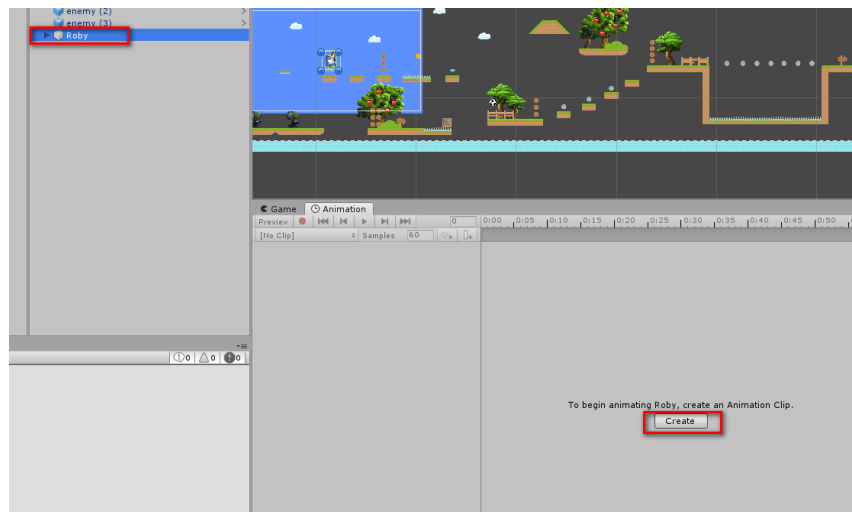 enemy (2)
enemy (3)
Roby
Game
Animation
Preview
0
0:00 0:05 0:10 0:15 0:20 0:25 0:30 0:35 0:40 0:45 0:50
[No Clip]
Samples 60
0 0 0
To begin animating Roby, create an Animation Clip.
Create